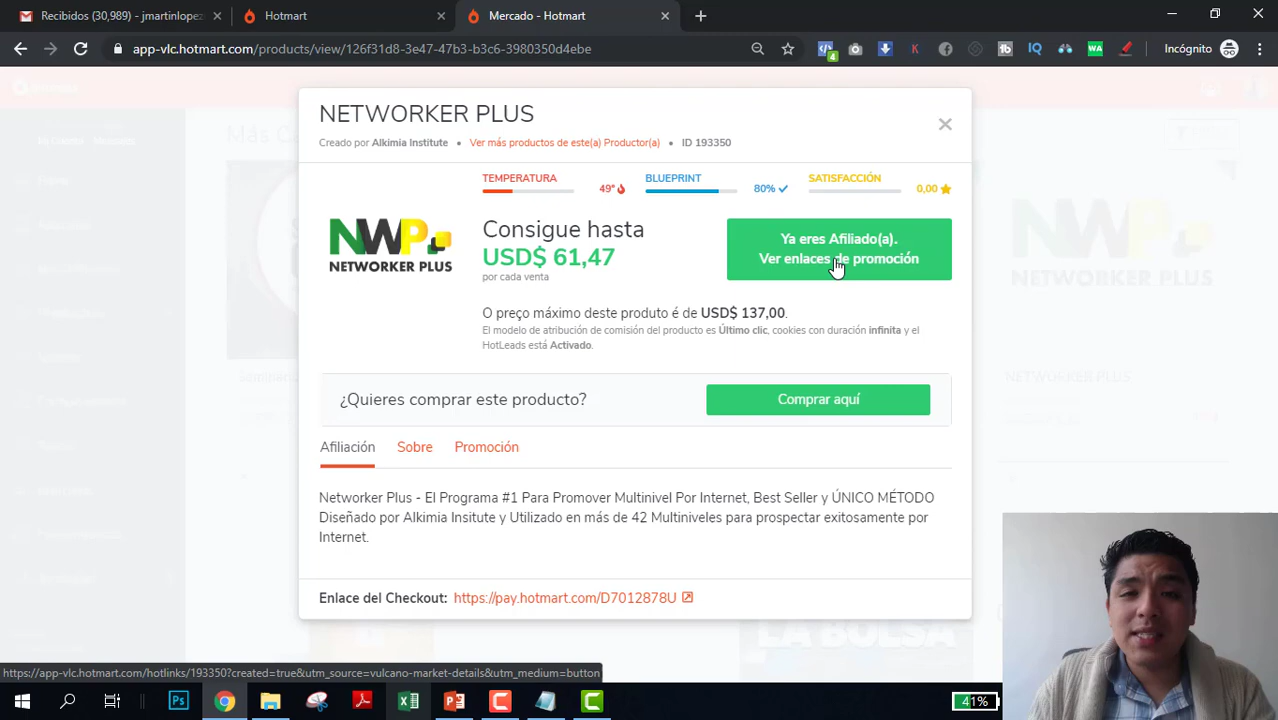 Recibidos (30,989) - jmartinlopez
Hotmart
Mercado - Hotmart
app-vlc.hotmart.com/products/view/126f31d8-3e47-47b3-b3c6-3980350d4ebe
Incógnito
NETWORKER PLUS
Creado por Alkimia Institute • Ver más productos de este(a) Productor(a) • ID 193350
TEMPERATURA
49°
BLUEPRINT
80%
SATISFACCIÓN
0,00
NWP
NETWORKER PLUS
Consigue hasta
USD$ 61,47
por cada venta
Ya eres Afiliado(a).
Ver enlaces de promoción
O preço máximo deste produto é de USD$ 137,00.
El modelo de atribución de comisión del producto es Último clic, cookies con duración infinita y el
HotLeads está Activado.
¿Quieres comprar este producto?
Comprar aquí
Afiliación
Sobre
Promoción
Networker Plus - El Programa #1 Para Promover Multinivel Por Internet, Best Seller y ÚNICO MÉTODO
Diseñado por Alkimia Insitute y Utilizado en más de 42 Multiniveles para prospectar exitosamente por
Internet.
Enlace del Checkout: https://pay.hotmart.com/D7012878U
NETWORKER PLUS
NETWORKER PLUS
LA BOLSA
https://app-vlc.hotmart.com/hotlinks/193350?created=true&utm_source=vulcano-market-details&utm_medium=button
41%